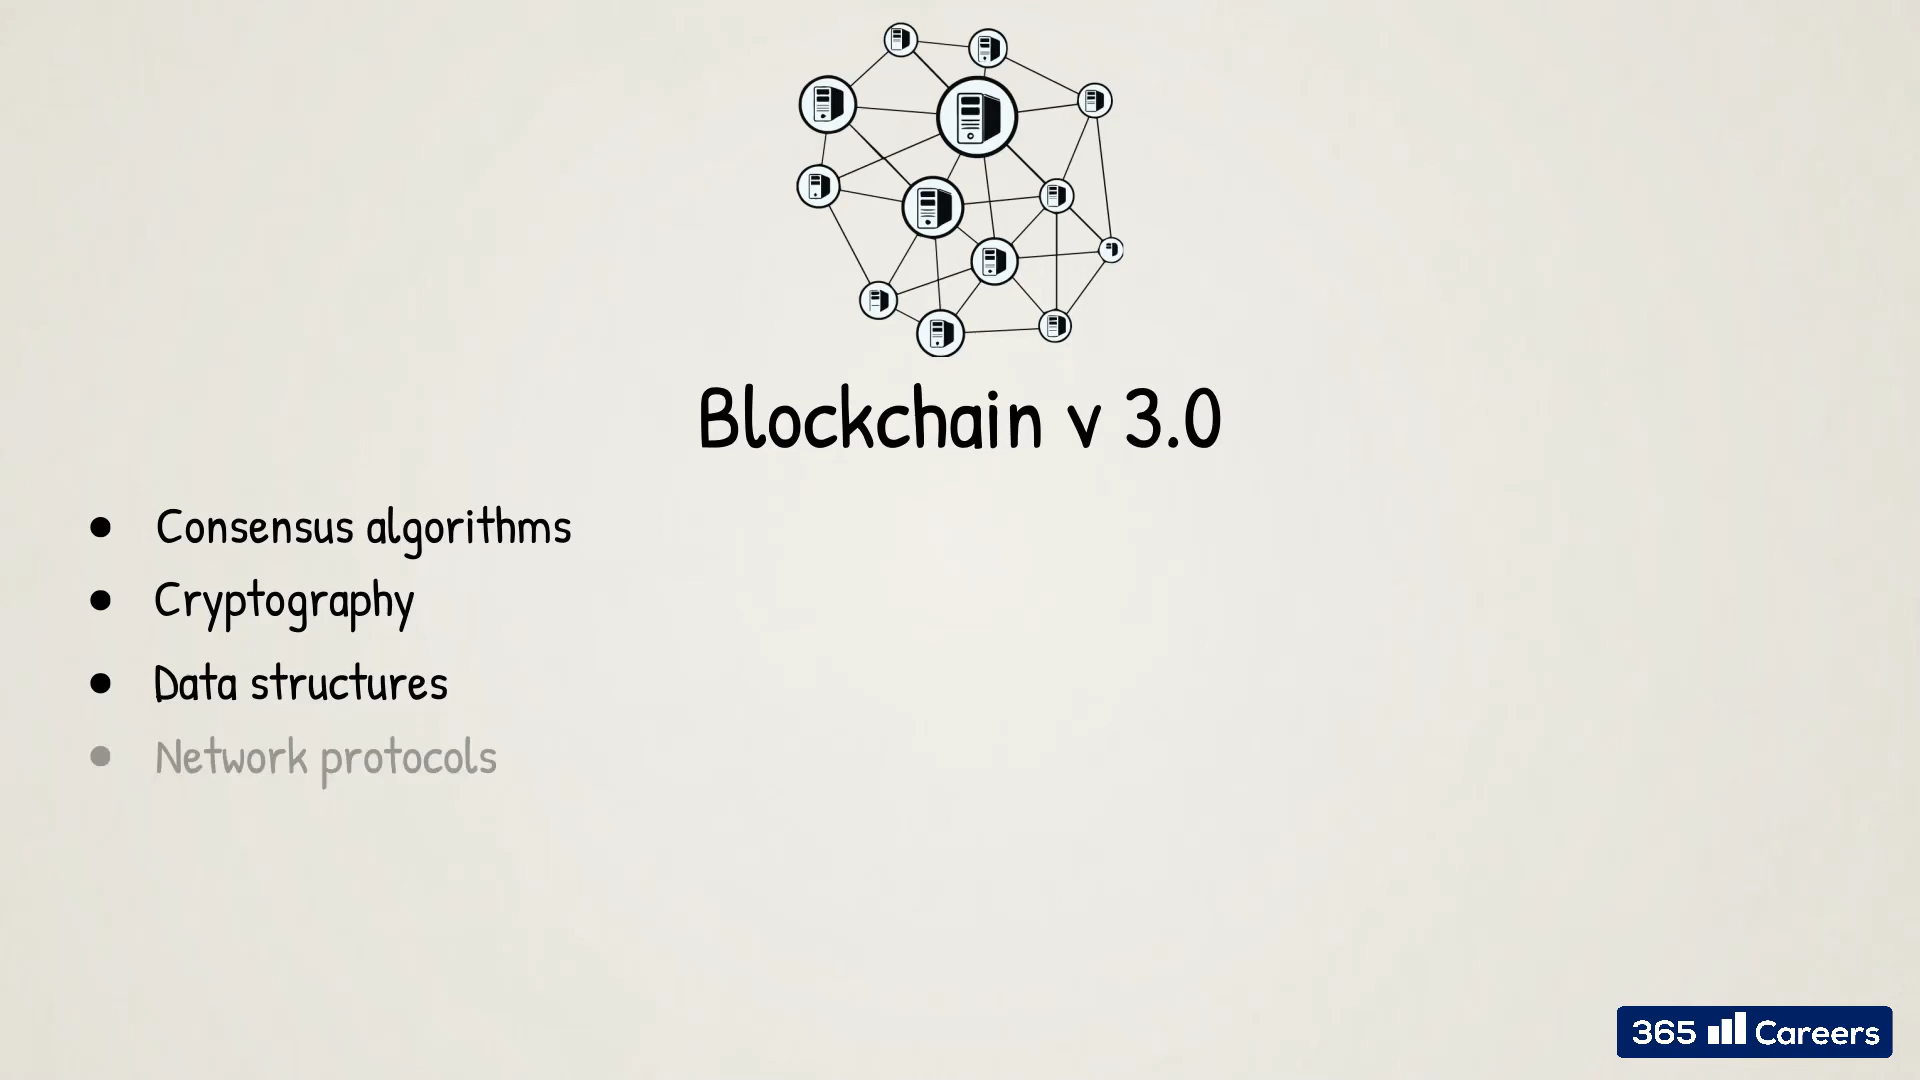 Blockchain v 3.0
● Consensus algorithms
● Cryptography
● Data structures
● Network protocols
365 Careers